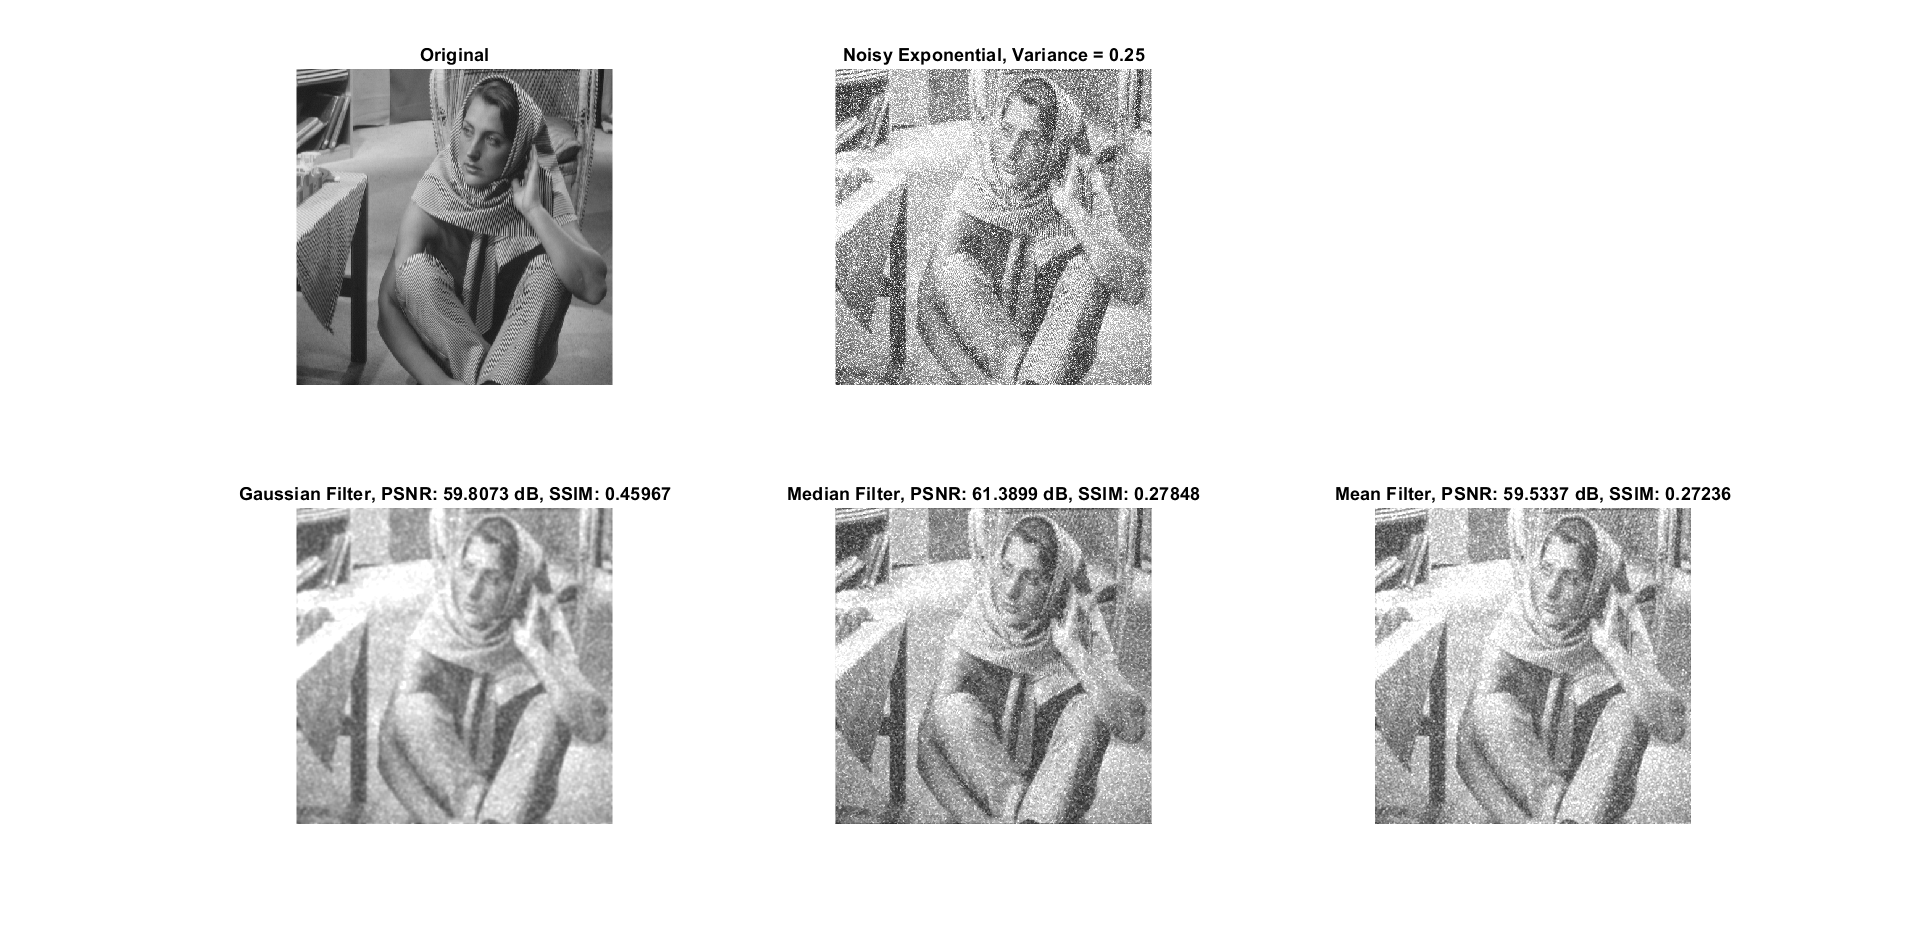 Original
Noisy Exponential, Variance = 0.25
Gaussian Filter, PSNR: 59.8073 dB, SSIM: 0.45967
Median Filter, PSNR: 61.3899 dB, SSIM: 0.27848
Mean Filter, PSNR: 59.5337 dB, SSIM: 0.27236